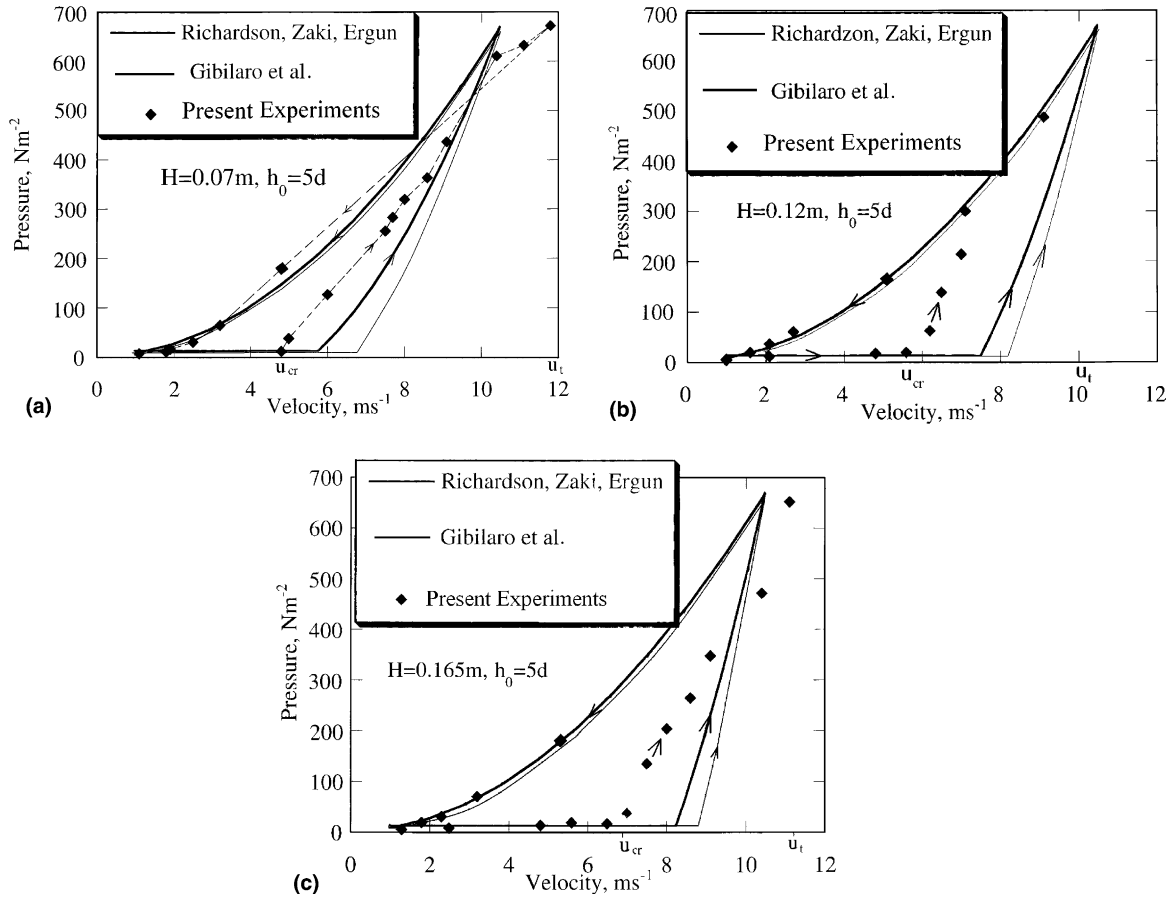 700
600
500
400
300
200
100
0
Pressure, Nm-2
Richardson, Zaki, Ergun
Gibilaro et al.
Present Experiments
H=0.07m, h0=5d
0 2 4 6 8 10 12
ucr
ut
Velocity, ms-1
(a)
700
600
500
400
300
200
100
0
Pressure, Nm-2
Richardzon, Zaki, Ergun
Gibilaro et al.
Present Experiments
H=0.12m, h0=5d
0 2 4 6 8 10 12
ucr
ut
Velocity, ms-1
(b)
700
600
500
400
300
200
100
0
Pressure, Nm-2
Richardson, Zaki, Ergun
Gibilaro et al.
Present Experiments
H=0.165m, h0=5d
0 2 4 6 8 10 12
ucr
ut
Velocity, ms-1
(c)